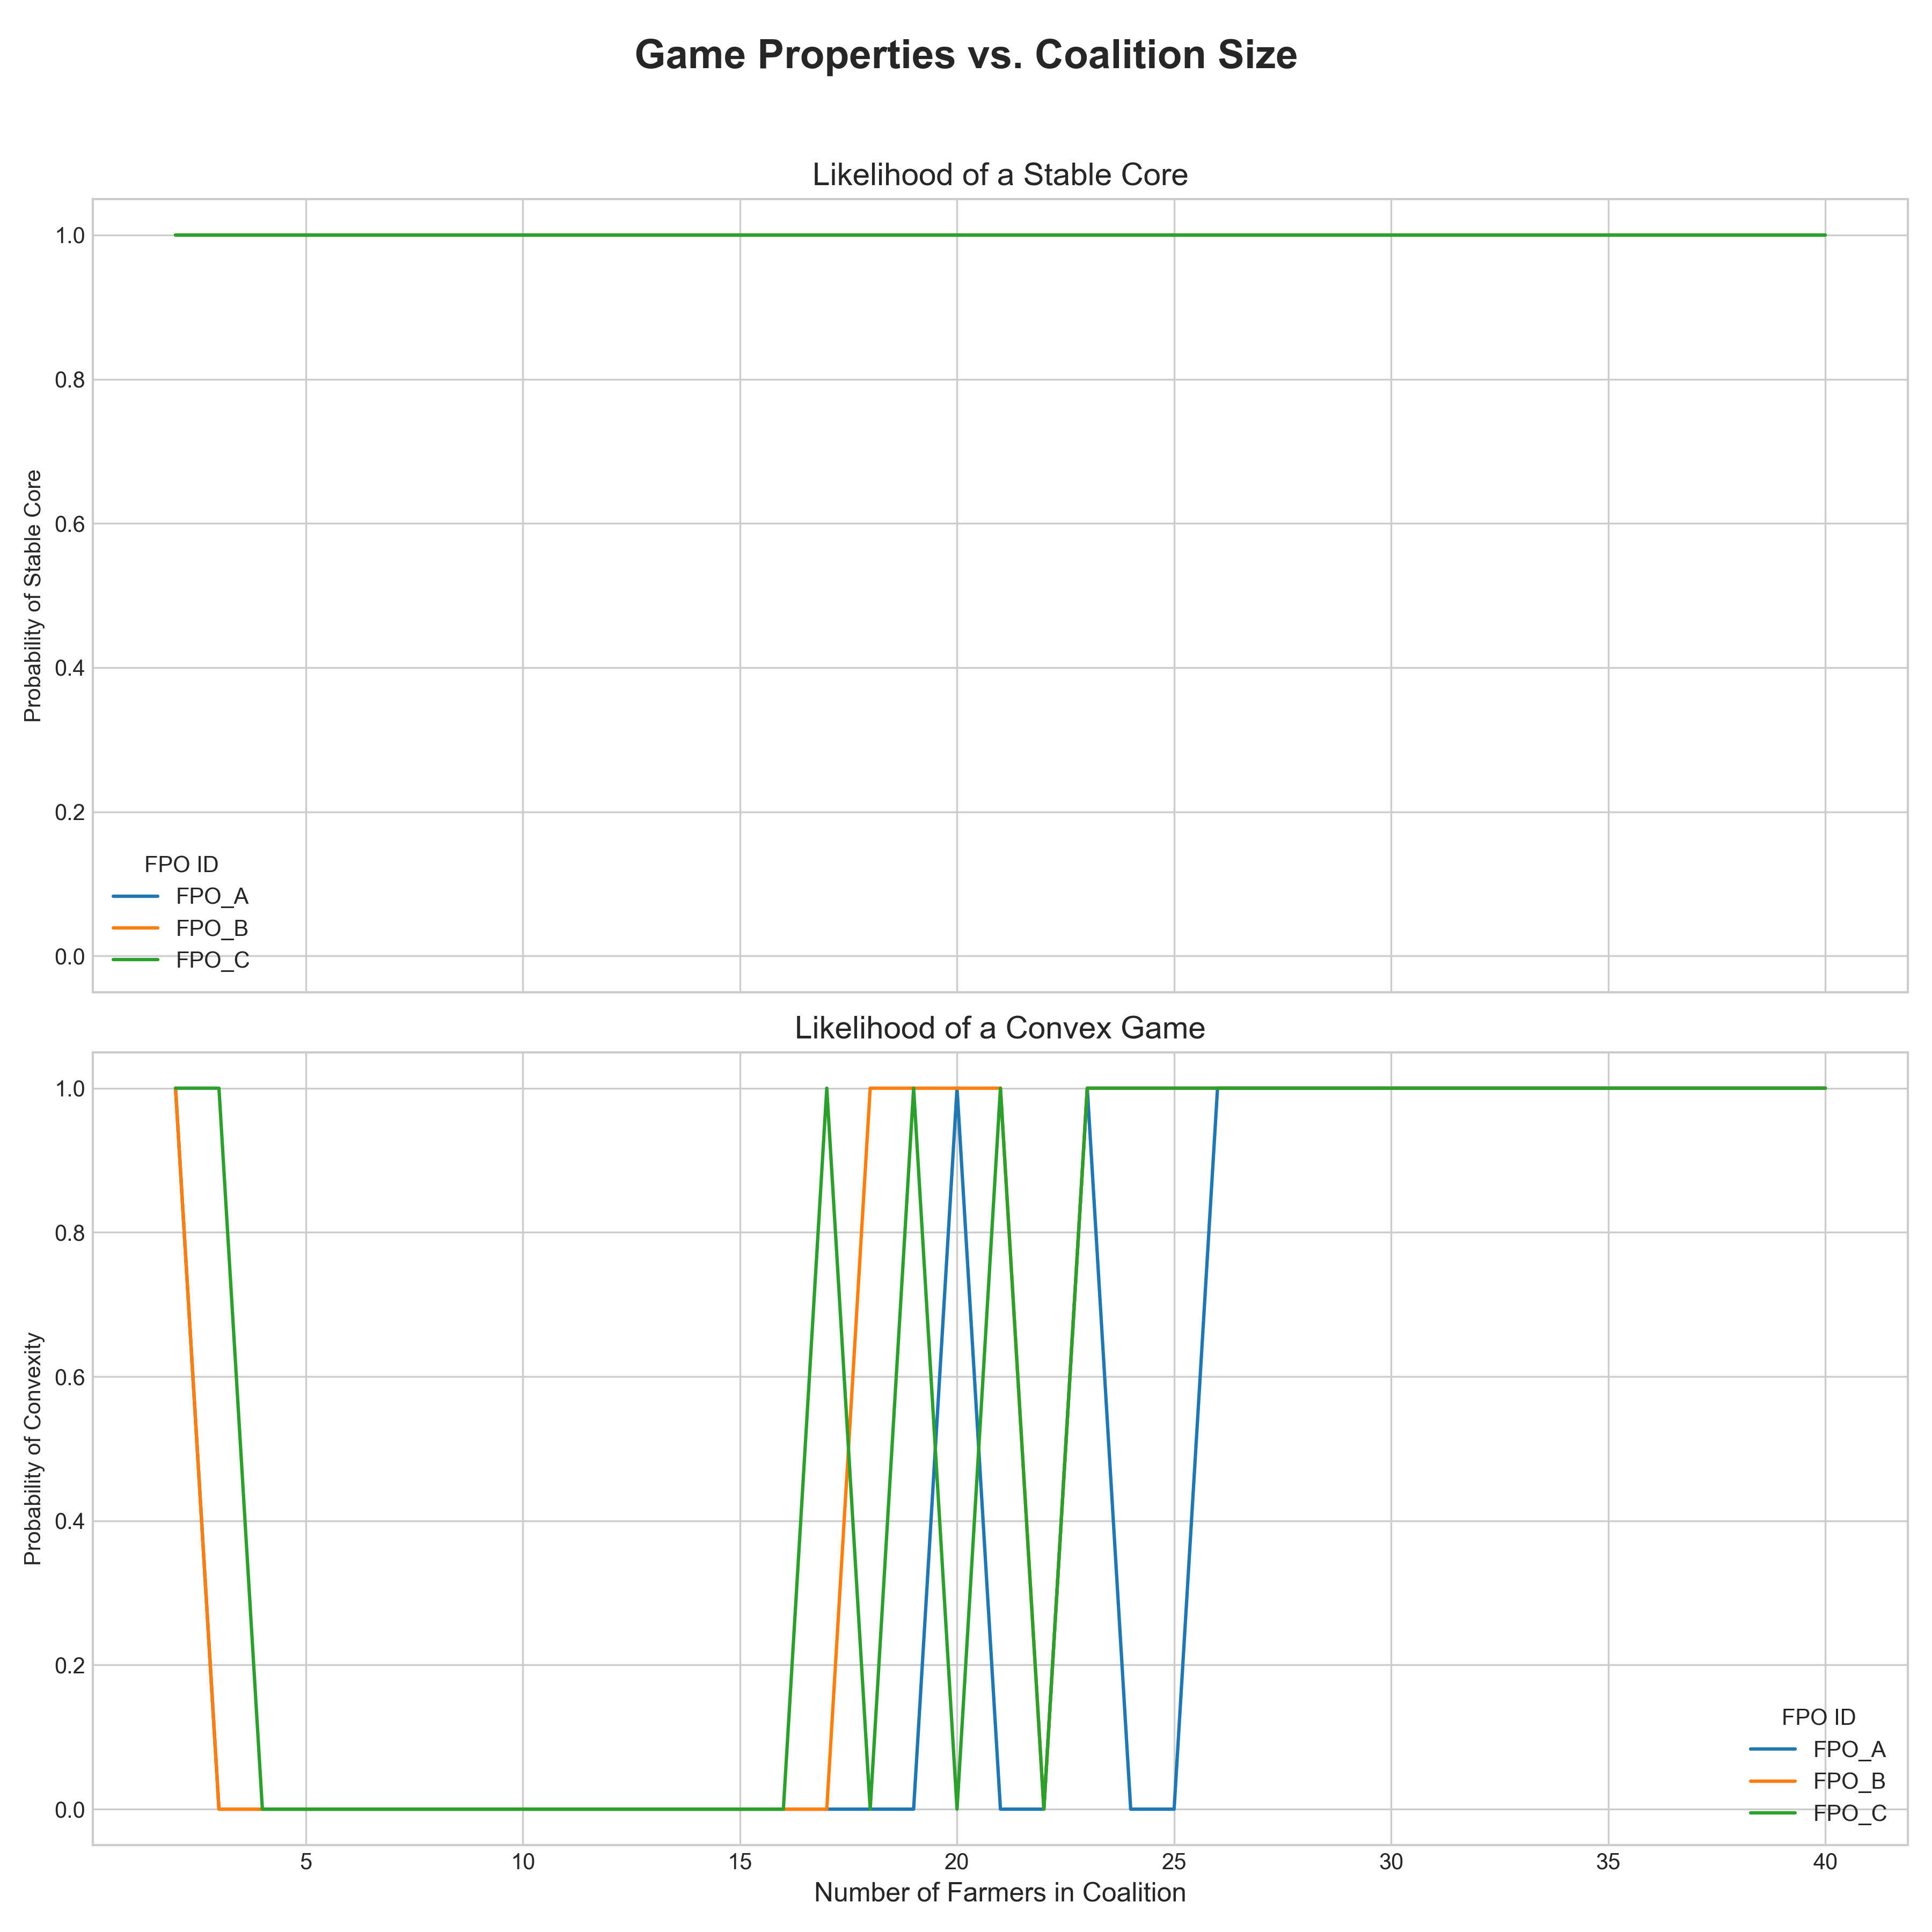 Game Properties vs. Coalition Size
Likelihood of a Stable Core
Probability of Stable Core
1.0
0.8
0.6
0.4
0.2
0.0
FPO ID
FPO_A
FPO_B
FPO_C
Likelihood of a Convex Game
Probability of Convexity
1.0
0.8
0.6
0.4
0.2
0.0
FPO ID
FPO_A
FPO_B
FPO_C
5 10 15 20 25 30 35 40
Number of Farmers in Coalition